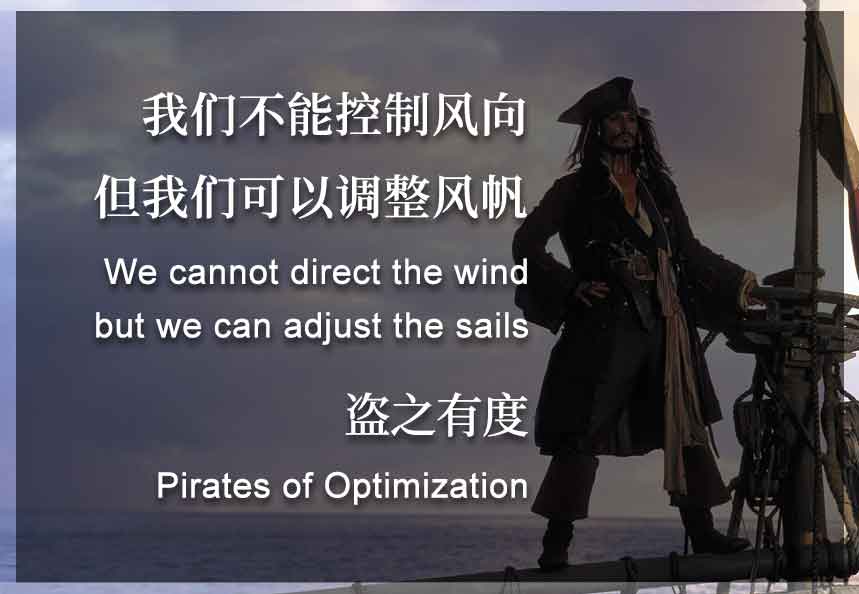 我们不能控制风向
但我们可以调整风帆
We cannot direct the wind
but we can adjust the sails
盗之有度
Pirates of Optimization